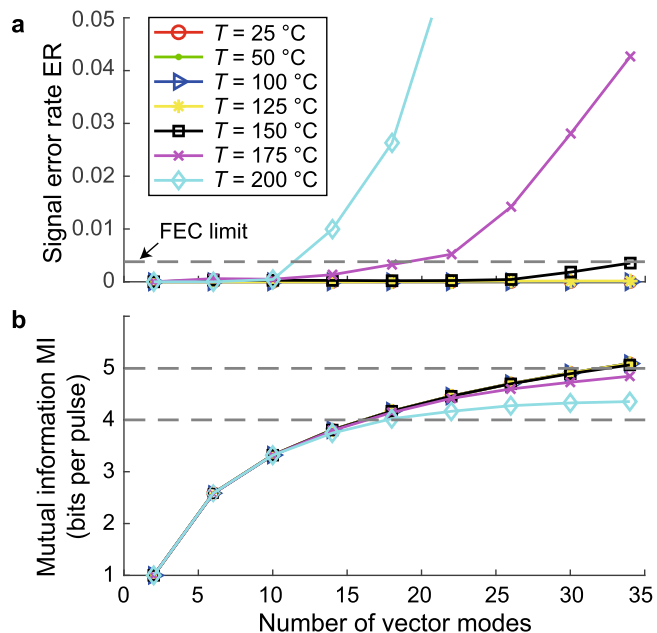 a
Signal error rate ER
0.05
0.04
0.03
0.02
0.01
0
T = 25 °C
T = 50 °C
T = 100 °C
T = 125 °C
T = 150 °C
T = 175 °C
T = 200 °C
FEC limit
b
Mutual information MI
(bits per pulse)
5
4
3
2
1
0 5 10 15 20 25 30 35
Number of vector modes